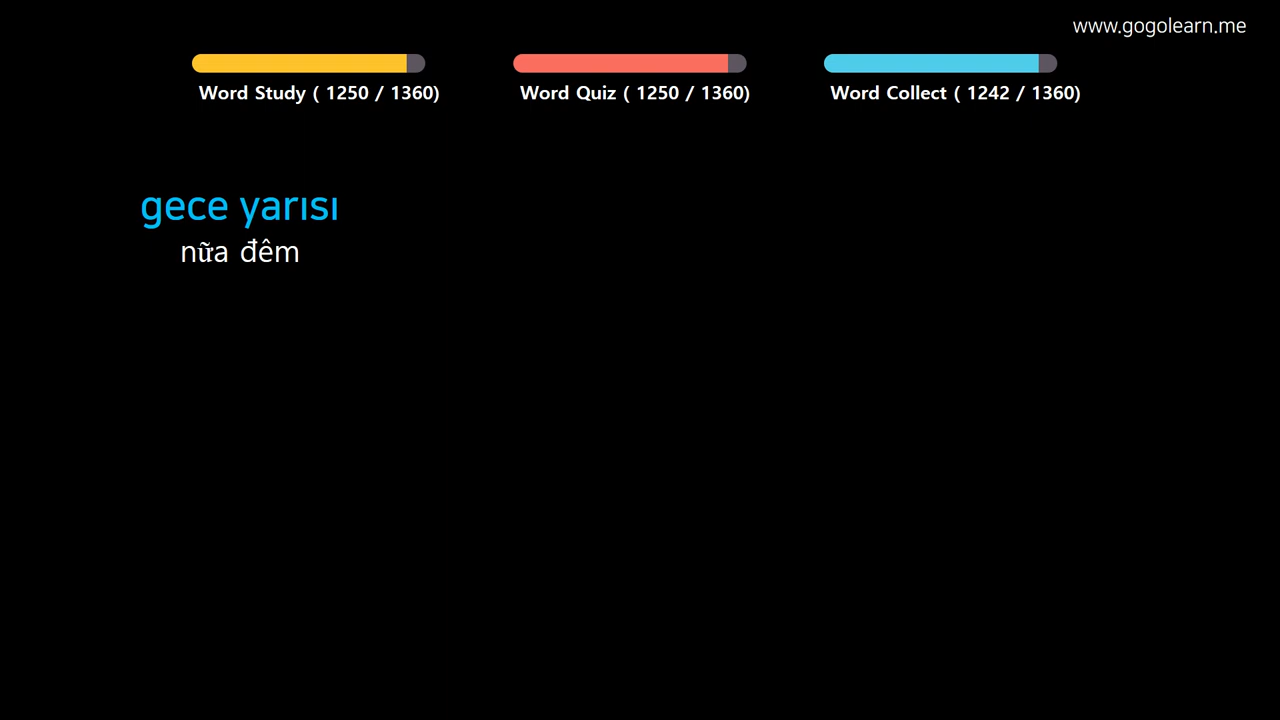 www.gogolearn.me
Word Study ( 1250 / 1360)
Word Quiz ( 1250 / 1360)
Word Collect ( 1242 / 1360)
gece yarısı
nữa đêm